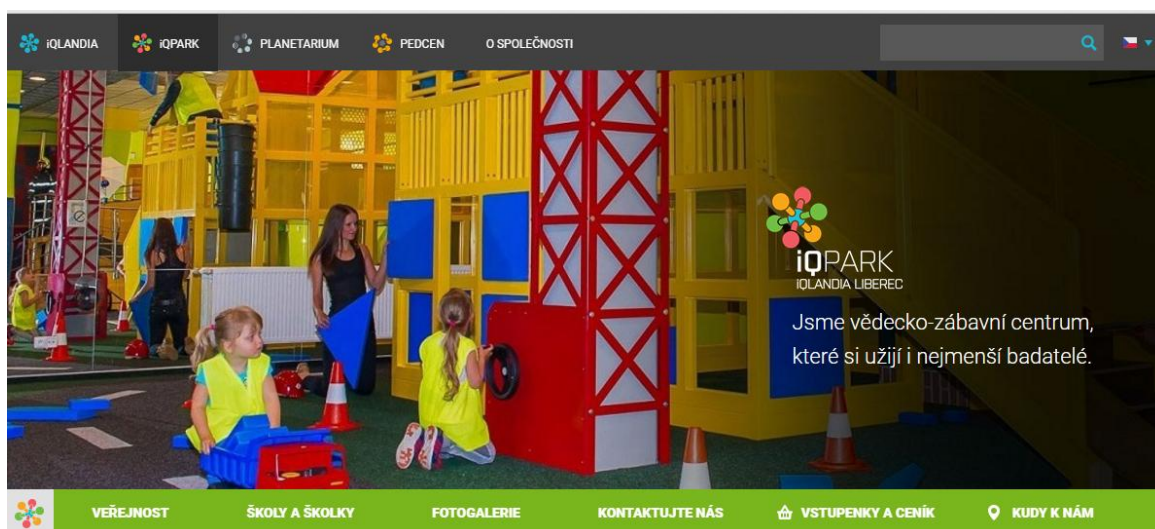 iQLANDIA
iQPARK
PLANETARIUM
PEDCEN
O SPOLEČNOSTI
iQPARK
IQLANDIA LIBEREC
Jsme vědecko-zábavní centrum,
které si užijí i nejmenší badatelé.
VEŘEJNOST
ŠKOLY A ŠKOLKY
FOTOGALERIE
KONTAKTUJTE NÁS
VSTUPENKY A CENÍK
KUDY K NÁM